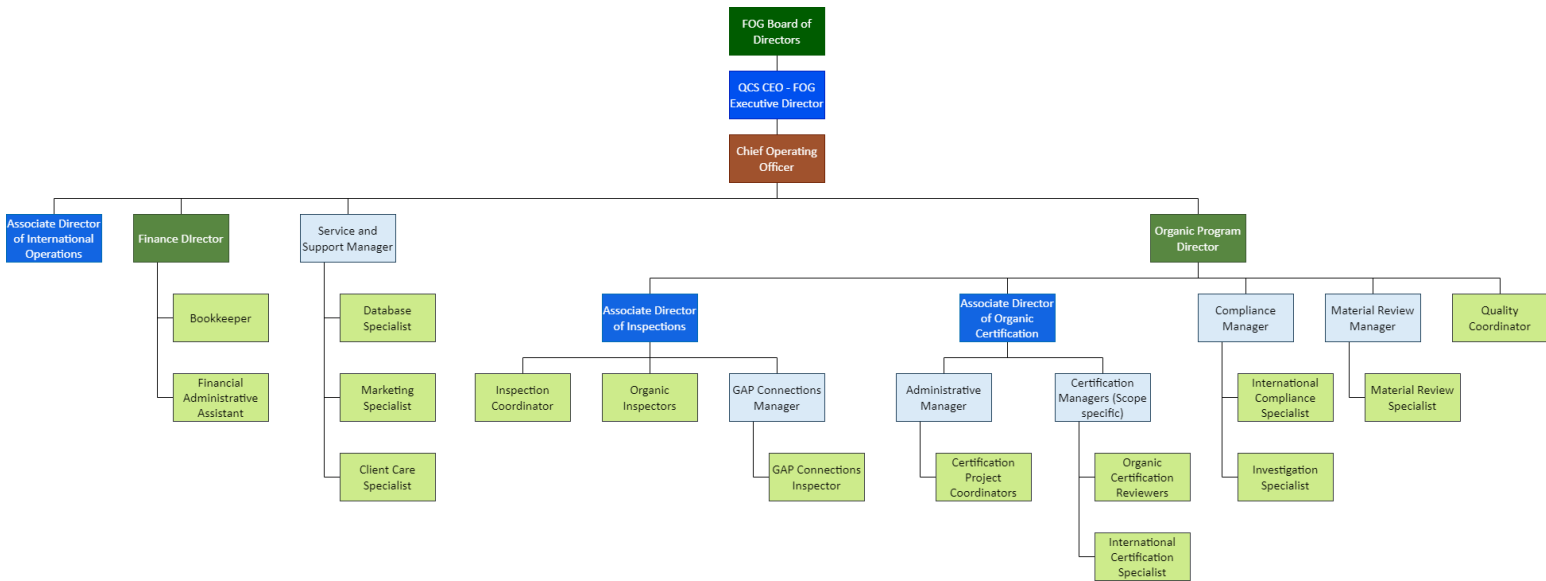 FOG Board of
Directors
QCS CEO - FOG
Executive Director
Chief Operating
Officer
Associate Director
of International
Operations
Finance Director
Service and
Support Manager
Organic Program
Director
Bookkeeper
Database
Specialist
Associate Director
of Inspections
Associate Director
of Organic
Certification
Compliance
Manager
Material Review
Manager
Quality
Coordinator
Financial
Administrative
Assistant
Marketing
Specialist
Inspection
Coordinator
Organic
Inspectors
GAP Connections
Manager
Administrative
Manager
Certification
Managers (Scope
specific)
International
Compliance
Specialist
Material Review
Specialist
Client Care
Specialist
GAP Connections
Inspector
Certification
Project
Coordinators
Organic
Certification
Reviewers
Investigation
Specialist
International
Certification
Specialist